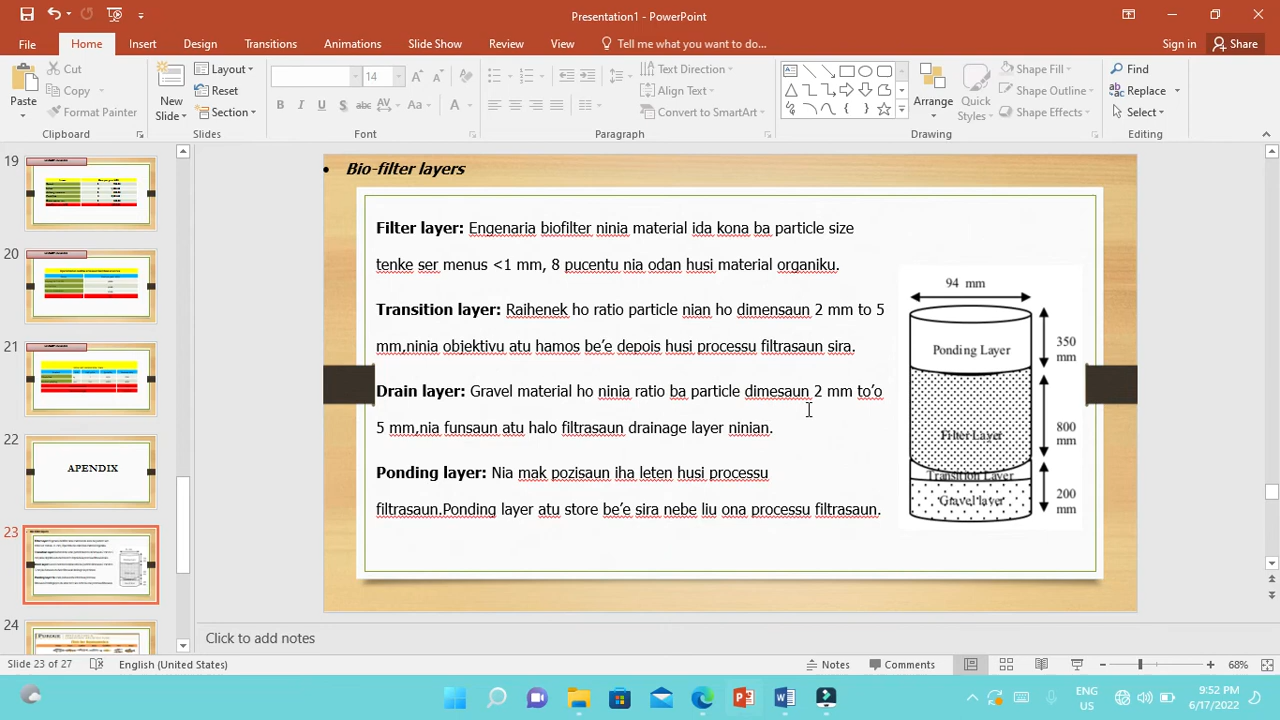 Presentation1 - PowerPoint
File Home Insert Design Transitions Animations Slide Show Review View Tell me what you want to do... Sign in Share
Paste
Cut
Copy
Format Painter
Clipboard
New Slide
Layout
Reset
Section
Slides
14
Font
Paragraph
Text Direction
Align Text
Convert to SmartArt
Arrange
Quick Styles
Shape Fill
Shape Outline
Shape Effects
Drawing
Find
Replace
Select
Editing
19
20
21
22
APENDIX
23
24
• Bio-filter layers
Filter layer: Engenaria biofilter ninia material ida kona ba particle size
tenke ser menus <1 mm, 8 pucentu nia odan husi material organiku.
Transition layer: Raihenek ho ratio particle nian ho dimensaun 2 mm to 5
mm,ninia objektivu atu hamos be’e depois husi processu filtrasaun sira.
Drain layer: Gravel material ho ninia ratio ba particle dimesaun 2 mm to’o
5 mm,nia funsaun atu halo filtrasaun drainage layer ninian.
Ponding layer: Nia mak pozisaun iha leten husi processu
filtrasaun.Ponding layer atu store be’e sira nebe liu ona processu filtrasaun.
94 mm
Ponding Layer
350 mm
Filter Layer
800 mm
Transition Layer
Gravel layer
200 mm
Click to add notes
Slide 23 of 27 English (United States) Notes Comments 68%
ENG US
9:52 PM
6/17/2022